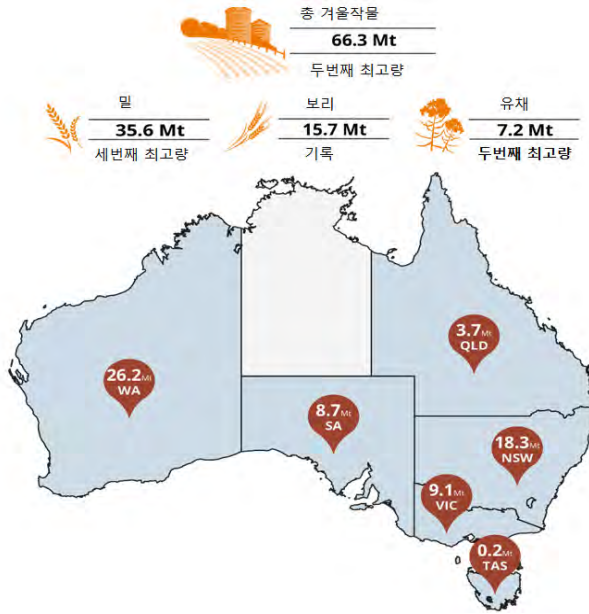 총 겨울작물
66.3 Mt
두번째 최고량
밀
35.6 Mt
세번째 최고량
보리
15.7 Mt
기록
유채
7.2 Mt
두번째 최고량
3.7Mt
QLD
26.2Mt
WA
8.7Mt
SA
18.3Mt
NSW
9.1Mt
VIC
0.2Mt
TAS